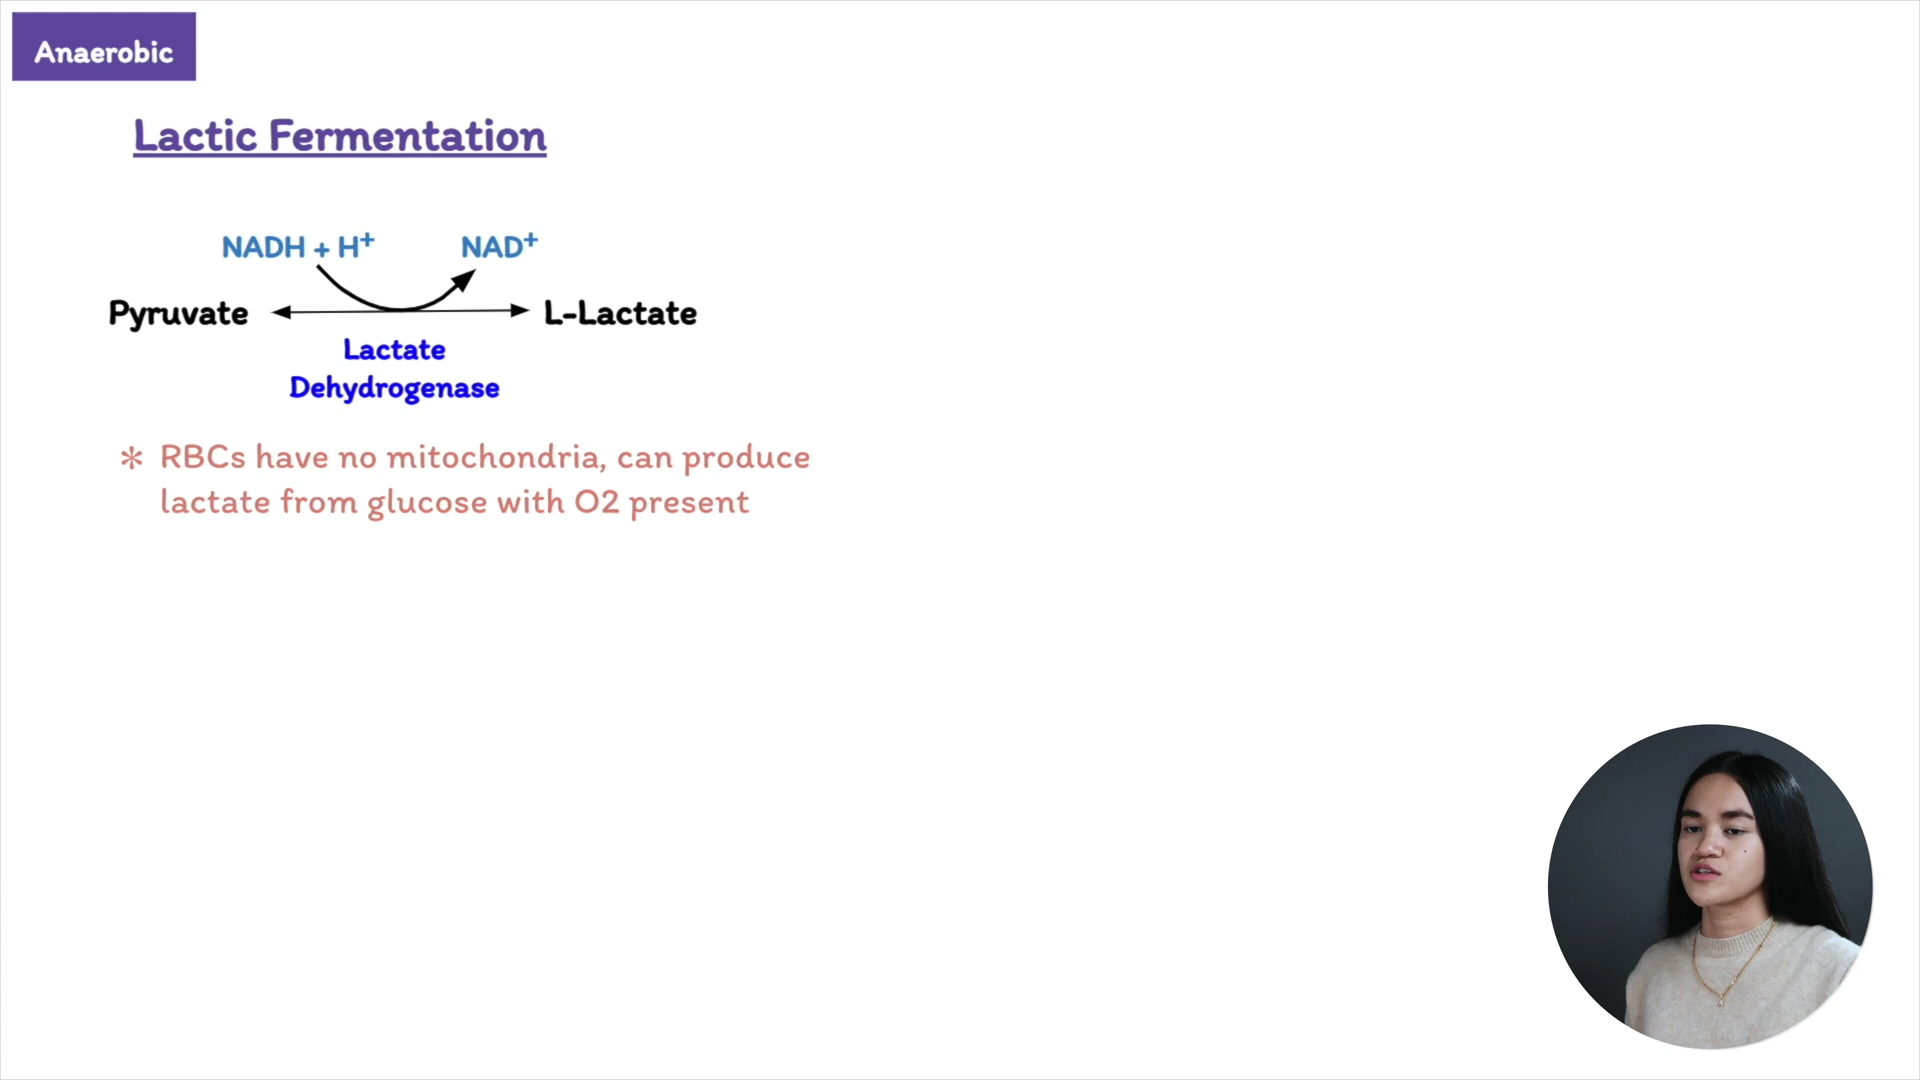 Anaerobic
Lactic Fermentation
NADH + H⁺ NAD⁺
Pyruvate L-Lactate
Lactate
Dehydrogenase
* RBCs have no mitochondria, can produce
lactate from glucose with O2 present